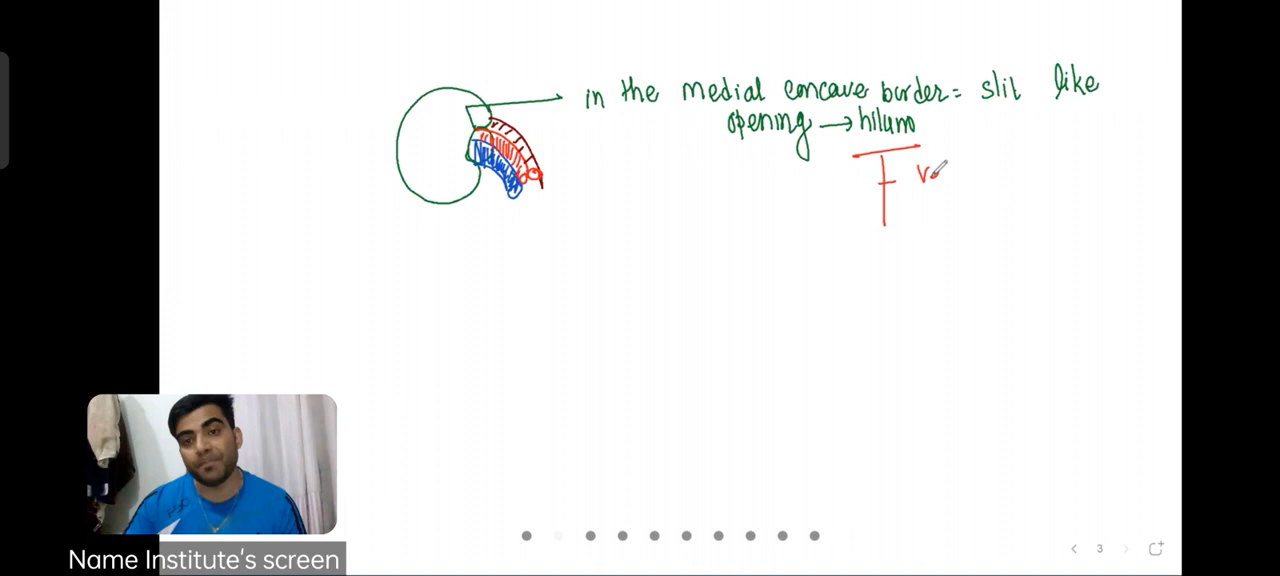 in the medial concave border = slit like
opening → hilum
Name Institute's screen
3